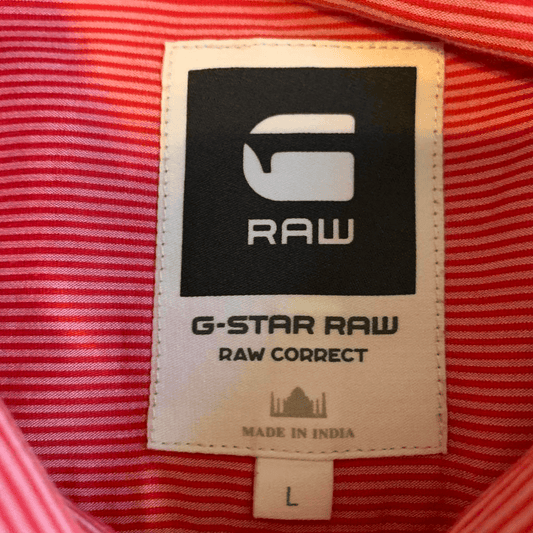 RAW
G-STAR RAW
RAW CORRECT
MADE IN INDIA
L